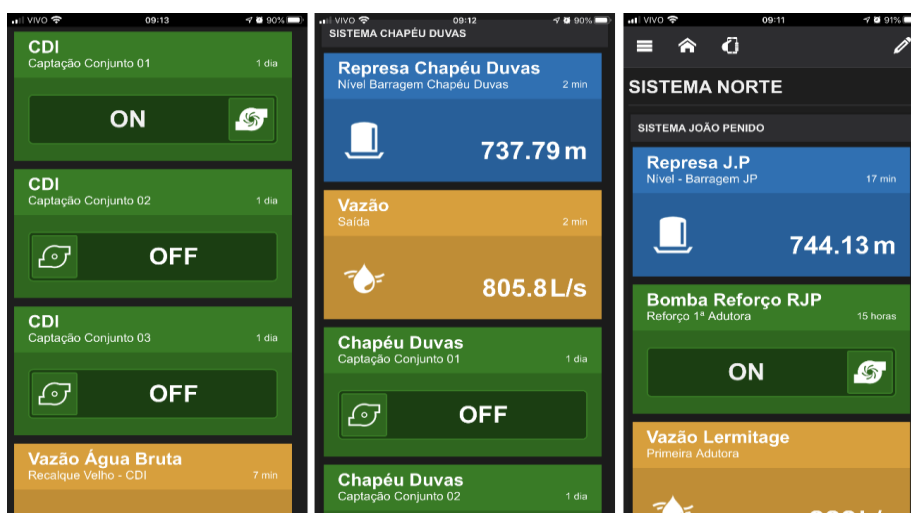 VIVO 09:13 90%
CDI
Captação Conjunto 01 1 dia
ON
CDI
Captação Conjunto 02 1 dia
OFF
CDI
Captação Conjunto 03 1 dia
OFF
Vazão Água Bruta
Recalque Velho - CDI 7 min
VIVO 09:12 90%
SISTEMA CHAPÉU DUVAS
Represa Chapéu Duvas
Nível Barragem Chapéu Duvas 2 min
737.79 m
Vazão
Saída 2 min
805.8 L/s
Chapéu Duvas
Captação Conjunto 01 1 dia
OFF
Chapéu Duvas
Captação Conjunto 02 1 dia
VIVO 09:11 91%
SISTEMA NORTE
SISTEMA JOÃO PENIDO
Represa J.P
Nível - Barragem JP 17 min
744.13 m
Bomba Reforço RJP
Reforço 1ª Adutora 15 horas
ON
Vazão Lermitage
Primeira Adutora